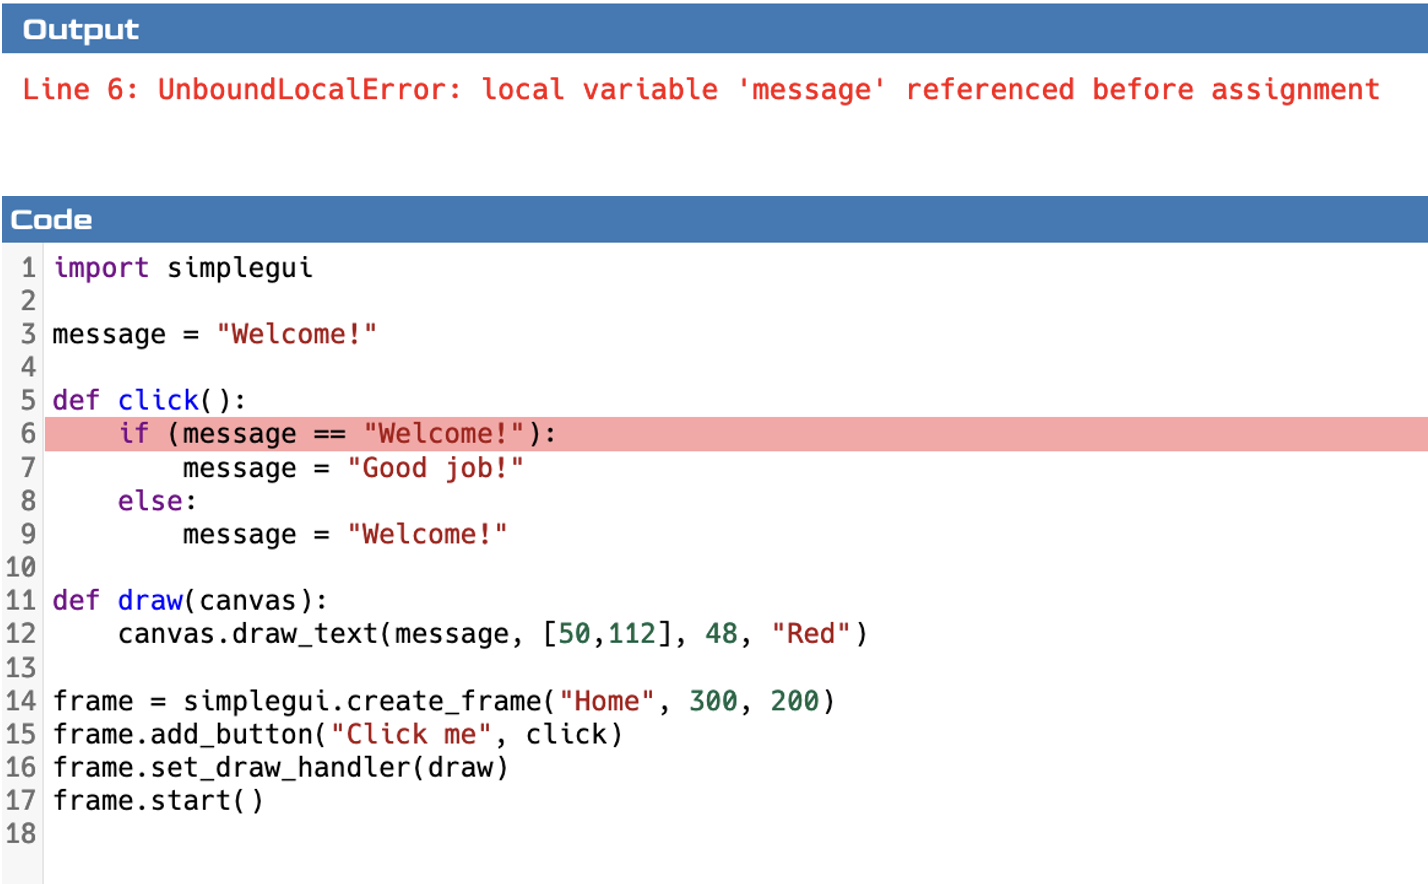 Output
Line 6: UnboundLocalError: local variable 'message' referenced before assignment
Code
1 import simplegui
2
3 message = "Welcome!"
4
5 def click():
6     if (message == "Welcome!"):
7         message = "Good job!"
8     else:
9         message = "Welcome!"
10
11 def draw(canvas):
12     canvas.draw_text(message, [50,112], 48, "Red")
13
14 frame = simplegui.create_frame("Home", 300, 200)
15 frame.add_button("Click me", click)
16 frame.set_draw_handler(draw)
17 frame.start()
18